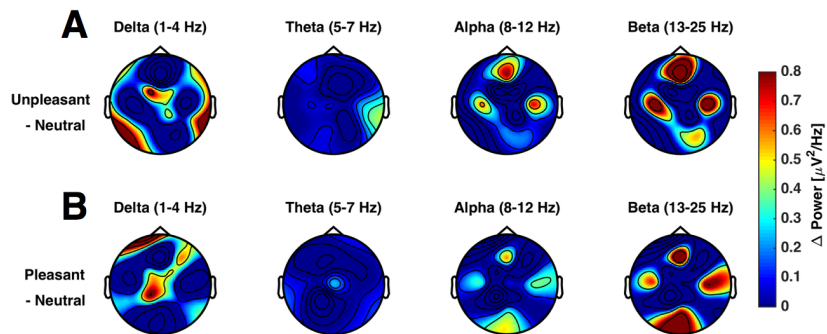 A
Delta (1-4 Hz) Theta (5-7 Hz) Alpha (8-12 Hz) Beta (13-25 Hz)
Unpleasant
- Neutral
B
Delta (1-4 Hz) Theta (5-7 Hz) Alpha (8-12 Hz) Beta (13-25 Hz)
Pleasant
- Neutral
0.8
0.7
0.6
0.5
0.4
0.3
0.2
0.1
0
Δ Power [μV²/Hz]